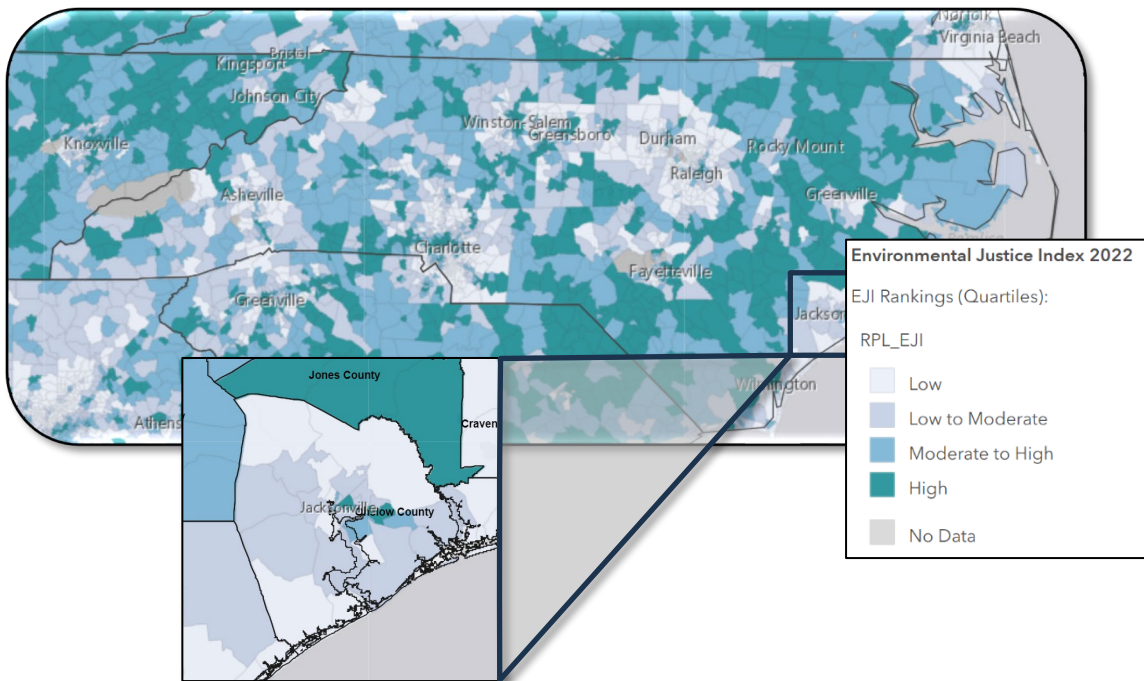 Norfolk
Virginia Beach
Bristol
Kingsport
Johnson City
Winston-Salem
Greensboro
Durham
Knoxville
Rocky Mount
Raleigh
Asheville
Greenville
Charlotte
Fayetteville
Greenville
Jackson
Wilmington
Athens
Environmental Justice Index 2022
EJI Rankings (Quartiles):
RPL_EJI
Low
Low to Moderate
Moderate to High
High
No Data
Jones County
Craven
Jacksonville
Onslow County